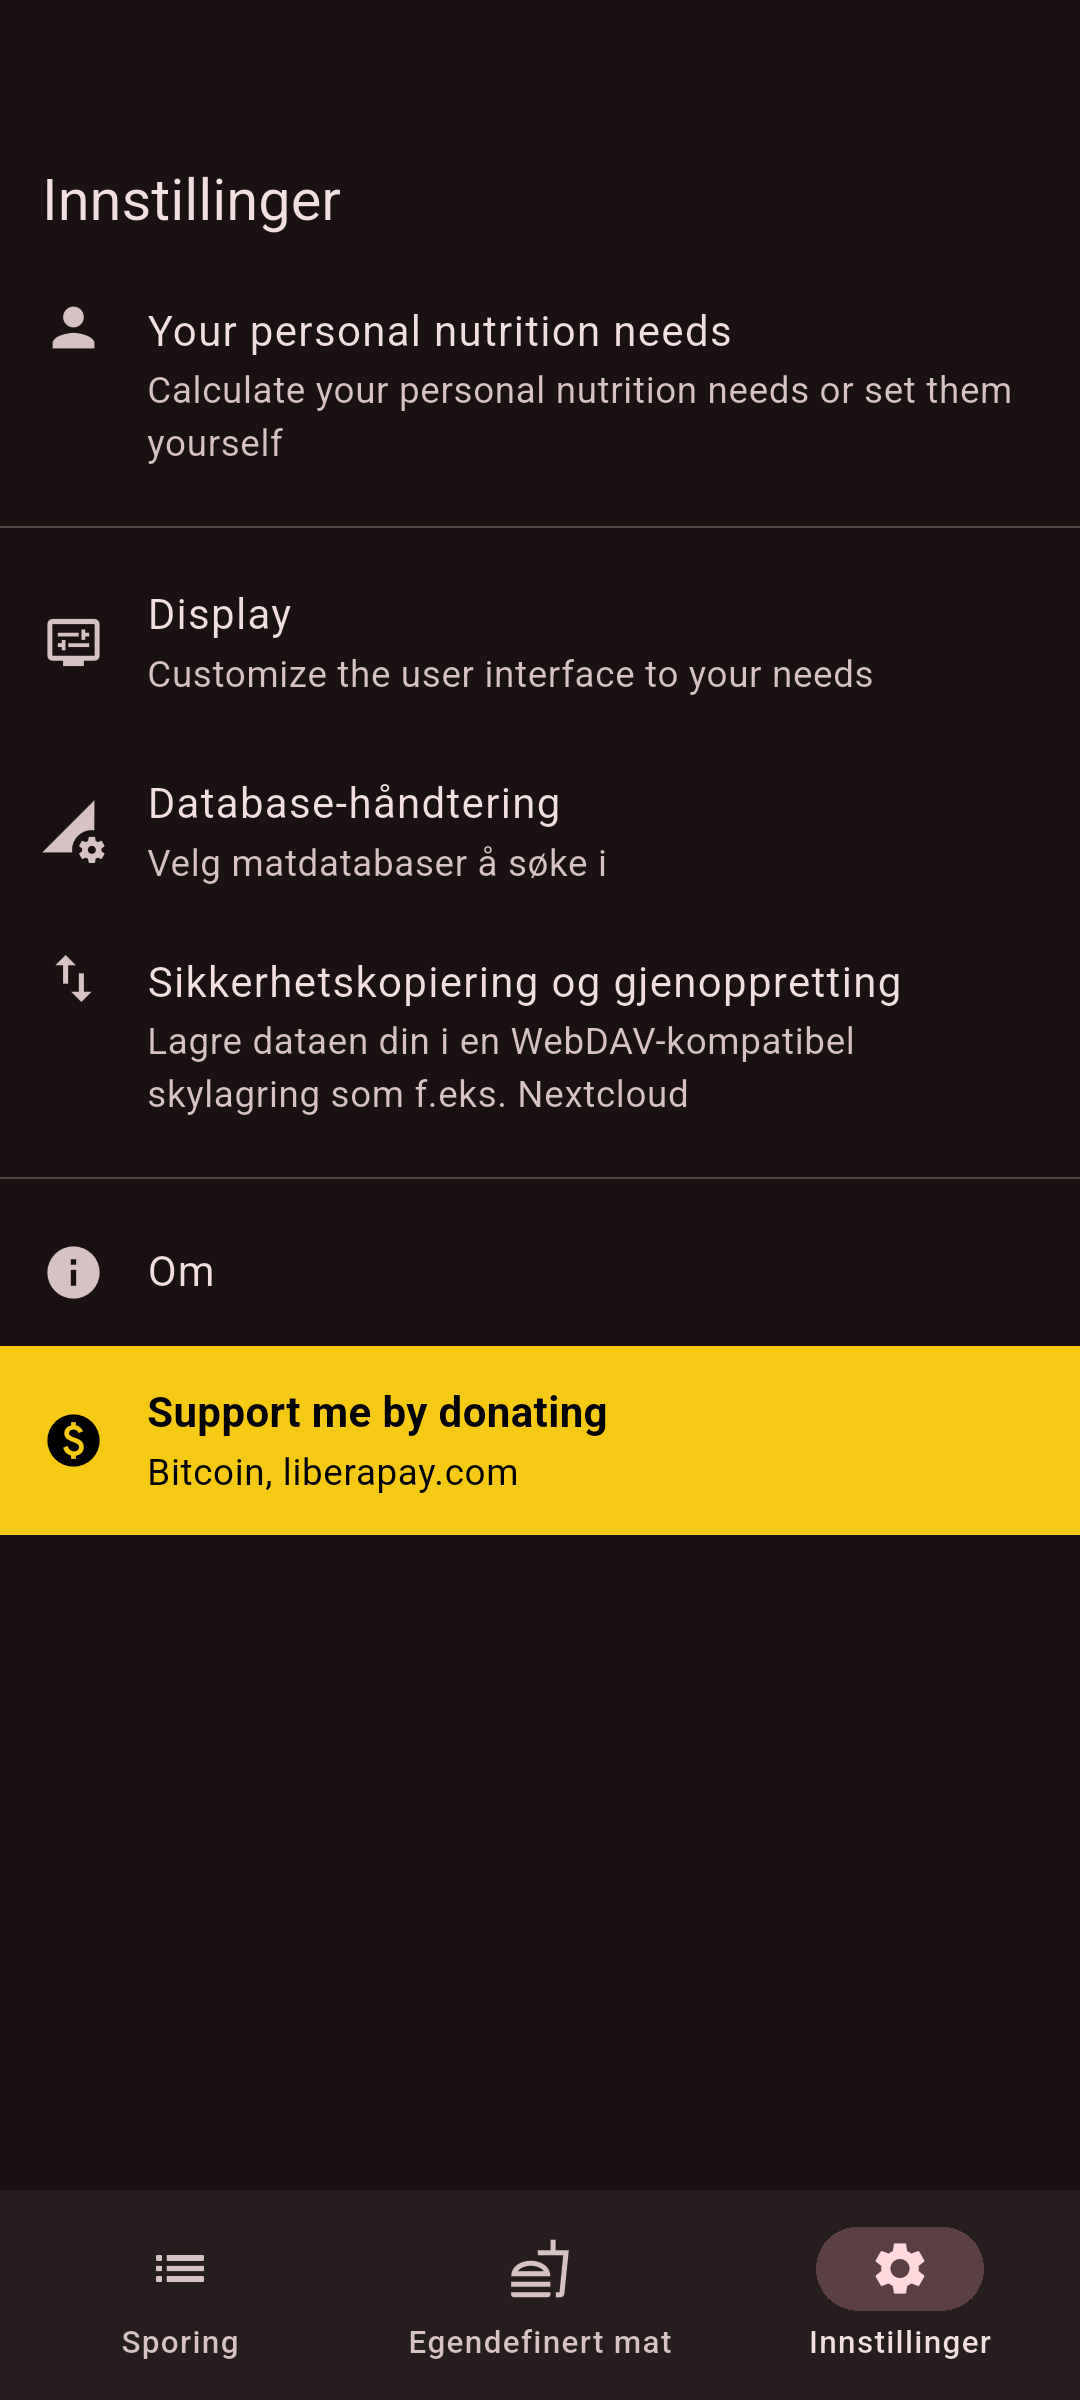 Innstillinger
Your personal nutrition needs
Calculate your personal nutrition needs or set them
yourself
Display
Customize the user interface to your needs
Database-håndtering
Velg matdatabaser å søke i
Sikkerhetskopiering og gjenoppretting
Lagre dataen din i en WebDAV-kompatibel
skylagring som f.eks. Nextcloud
Om
Support me by donating
Bitcoin, liberapay.com
Sporing
Egendefinert mat
Innstillinger